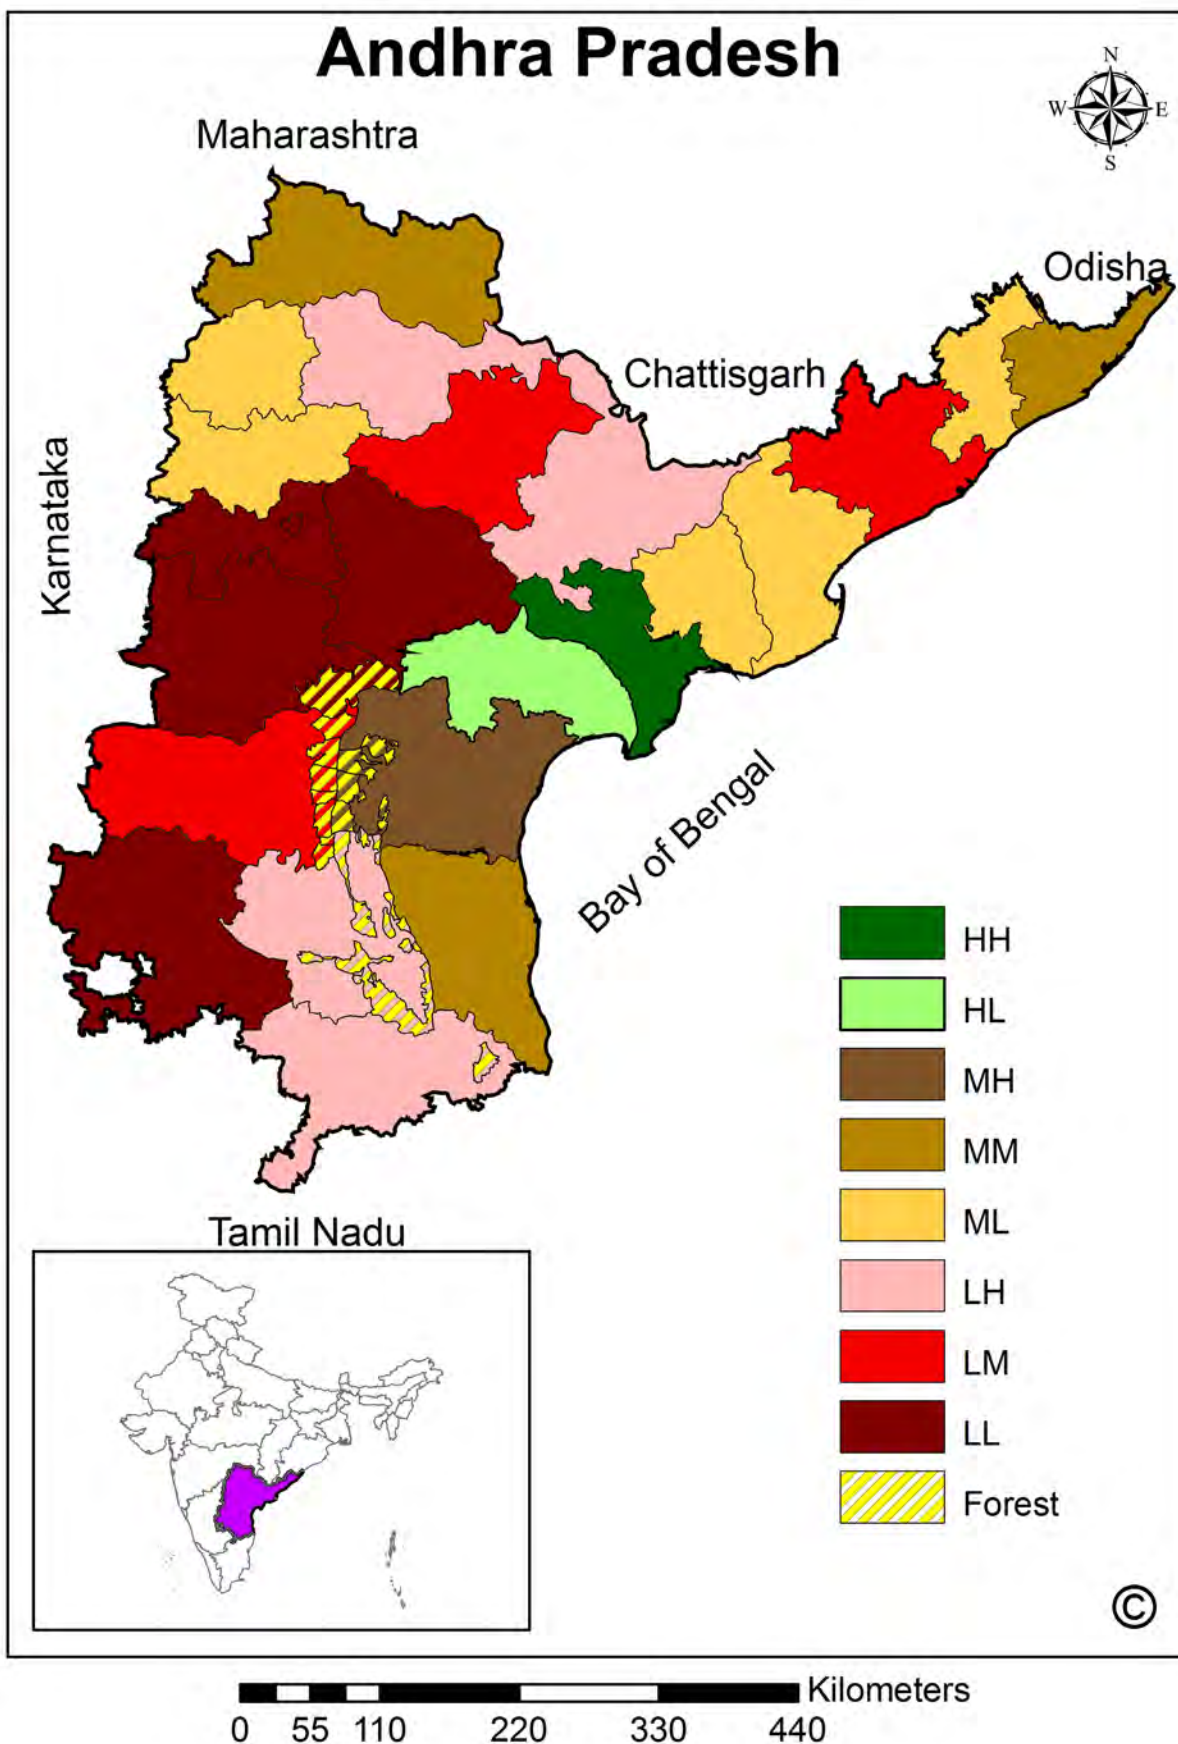 Andhra Pradesh
N
W E
S
Maharashtra
Odisha
Chattisgarh
Karnataka
Bay of Bengal
HH
HL
MH
MM
ML
LH
LM
LL
Forest
Tamil Nadu
©
Kilometers
0 55 110 220 330 440